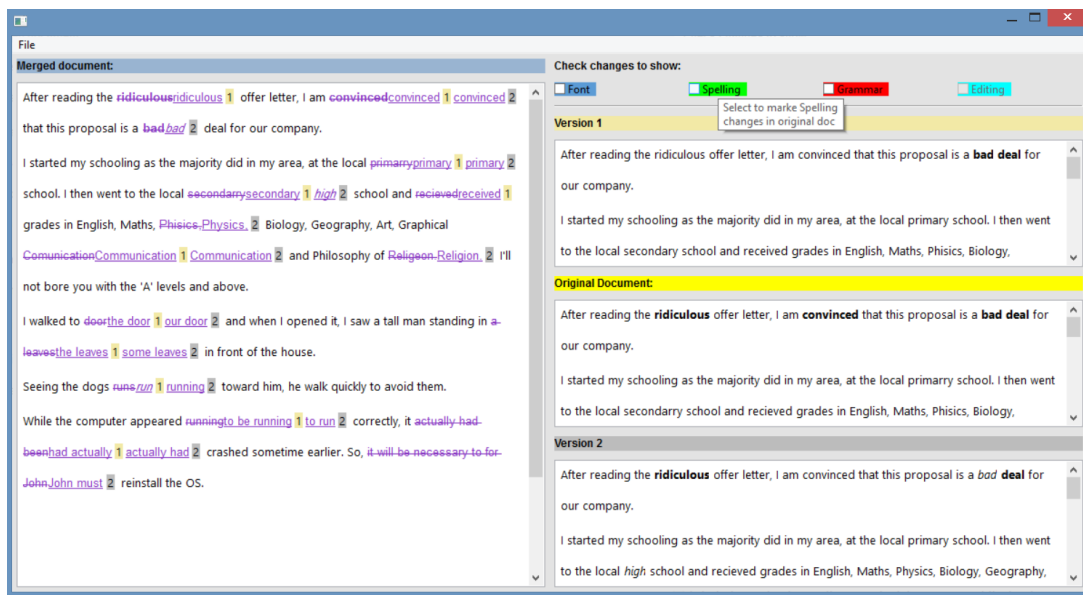 File
Merged document:
After reading the ridiculousridiculous 1 offer letter, I am convincedconvinced 1 convinced 2
that this proposal is a badbad 2 deal for our company.
I started my schooling as the majority did in my area, at the local primarryprimary 1 primary 2
school. I then went to the local secondarrysecondary 1 high 2 school and recievedreceived 1
grades in English, Maths, Phisics,Physics, 2 Biology, Geography, Art, Graphical
ComunicationCommunication 1 Communication 2 and Philosophy of Religeon.Religion. 2 I'll
not bore you with the 'A' levels and above.
I walked to doorthe door 1 our door 2 and when I opened it, I saw a tall man standing in a
leavesthe leaves 1 some leaves 2 in front of the house.
Seeing the dogs runsrun 1 running 2 toward him, he walk quickly to avoid them.
While the computer appeared runningto be running 1 to run 2 correctly, it actually had
beenhad actually 1 actually had 2 crashed sometime earlier. So, it will be necessary to for
JohnJohn must 2 reinstall the OS.
Check changes to show:
Font Spelling Grammar Editing
Select to marke Spelling
changes in original doc
Version 1
After reading the ridiculous offer letter, I am convinced that this proposal is a bad deal for
our company.
I started my schooling as the majority did in my area, at the local primary school. I then went
to the local secondary school and received grades in English, Maths, Phisics, Biology,
Original Document:
After reading the ridiculous offer letter, I am convinced that this proposal is a bad deal for
our company.
I started my schooling as the majority did in my area, at the local primarry school. I then went
to the local secondarry school and recieved grades in English, Maths, Phisics, Biology,
Version 2
After reading the ridiculous offer letter, I am convinced that this proposal is a bad deal for
our company.
I started my schooling as the majority did in my area, at the local primary school. I then went
to the local high school and recieved grades in English, Maths, Physics, Biology, Geography,